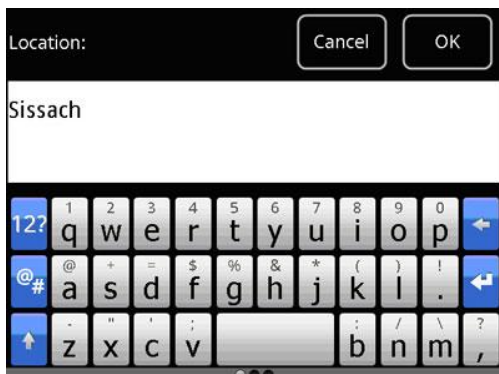 Location: Cancel OK
Sissach
12? 1 2 3 4 5 6 7 8 9 0
q w e r t y u i o p
@# @ + = $ % & * ( ) !
a s d f g h j k l .
- " ' ; : / \ ?
z x c v b n m ,